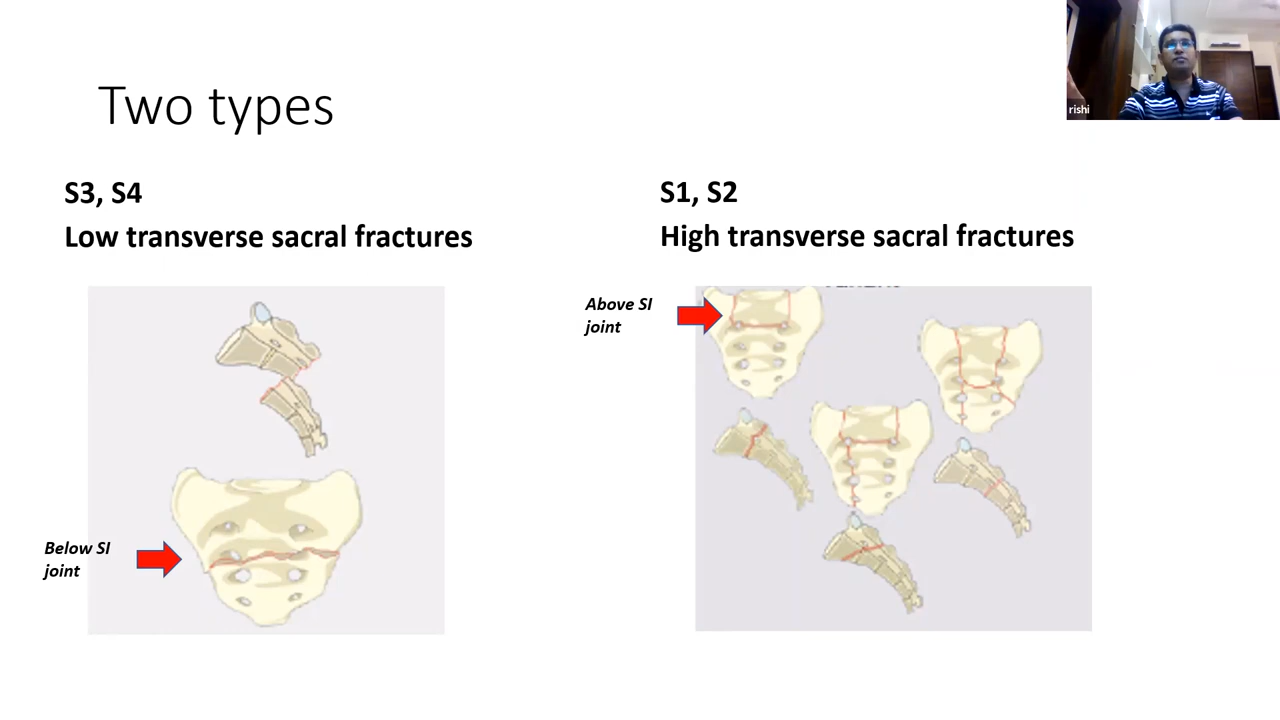 Two types
rishi
S3, S4
Low transverse sacral fractures
S1, S2
High transverse sacral fractures
Above SI
joint
Below SI
joint